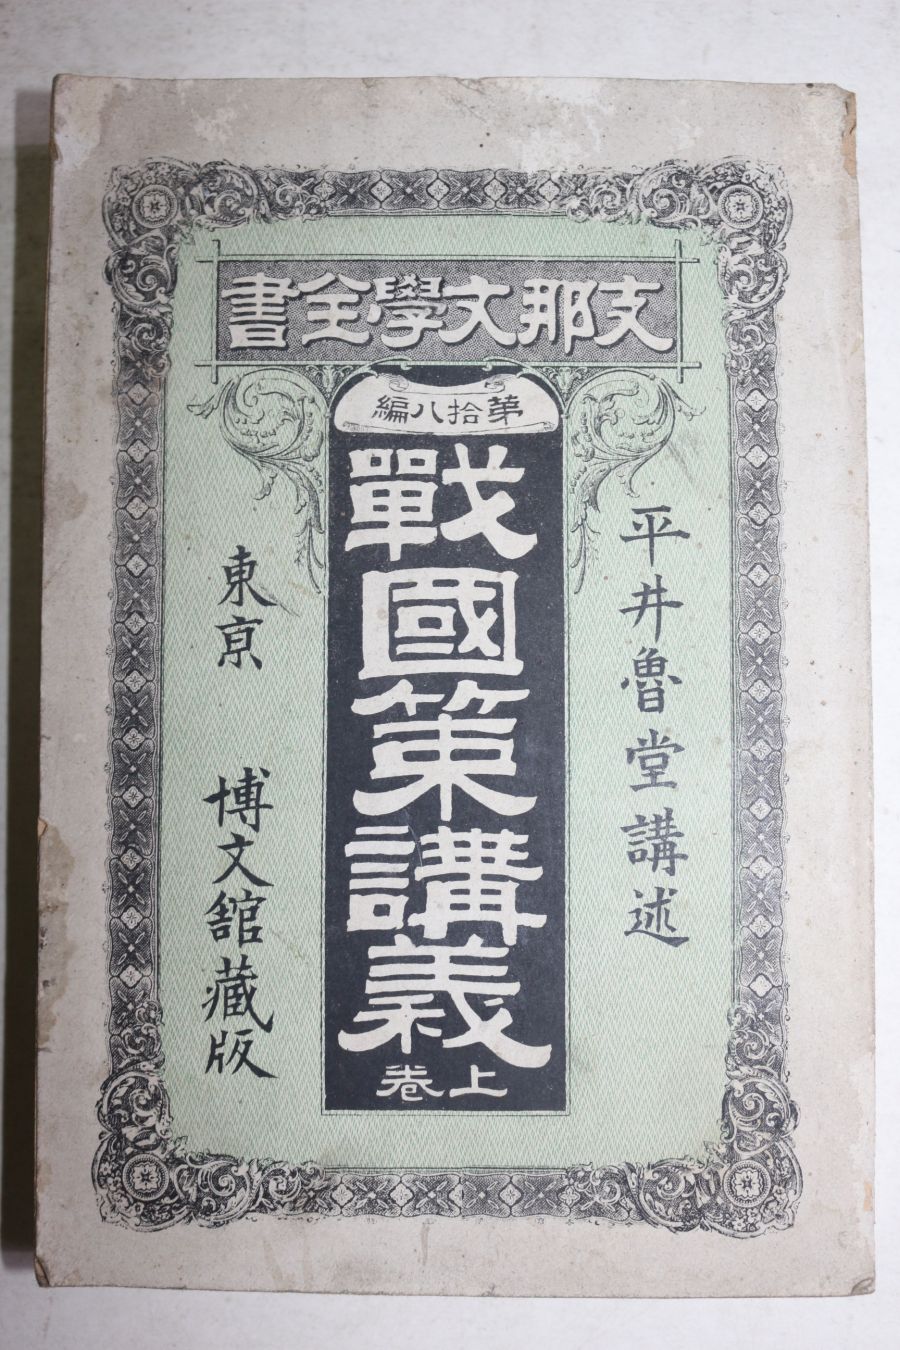 支那文學全書
第拾八編
戰國策講義
上卷
平井魯堂講述
東京 博文館藏版